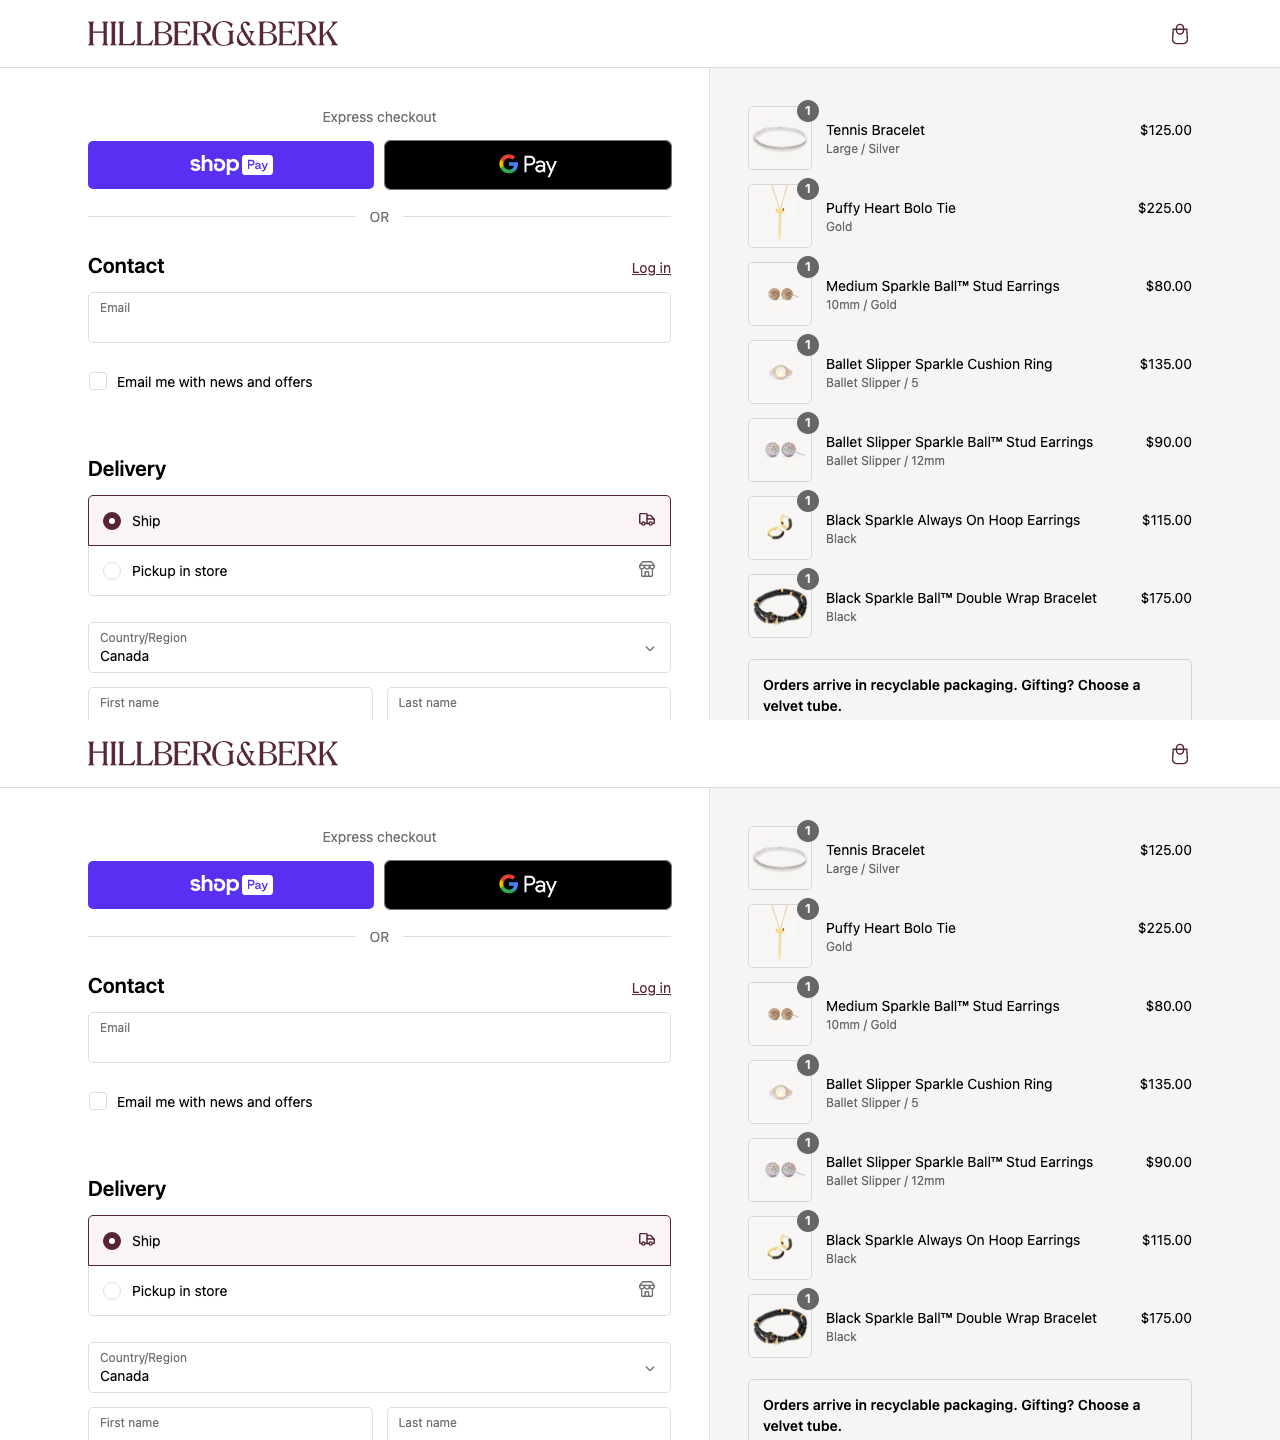 HILLBERG&BERK
Express checkout
shop Pay
G Pay
OR
Contact
Log in
Email
Email me with news and offers
Delivery
Ship
Pickup in store
Country/Region
Canada
First name
Last name
1
Tennis Bracelet
$125.00
Large / Silver
1
Puffy Heart Bolo Tie
$225.00
Gold
1
Medium Sparkle Ball™ Stud Earrings
$80.00
10mm / Gold
1
Ballet Slipper Sparkle Cushion Ring
$135.00
Ballet Slipper / 5
1
Ballet Slipper Sparkle Ball™ Stud Earrings
$90.00
Ballet Slipper / 12mm
1
Black Sparkle Always On Hoop Earrings
$115.00
Black
1
Black Sparkle Ball™ Double Wrap Bracelet
$175.00
Black
Orders arrive in recyclable packaging. Gifting? Choose a
velvet tube.
HILLBERG&BERK
Express checkout
shop Pay
G Pay
OR
Contact
Log in
Email
Email me with news and offers
Delivery
Ship
Pickup in store
Country/Region
Canada
First name
Last name
1
Tennis Bracelet
$125.00
Large / Silver
1
Puffy Heart Bolo Tie
$225.00
Gold
1
Medium Sparkle Ball™ Stud Earrings
$80.00
10mm / Gold
1
Ballet Slipper Sparkle Cushion Ring
$135.00
Ballet Slipper / 5
1
Ballet Slipper Sparkle Ball™ Stud Earrings
$90.00
Ballet Slipper / 12mm
1
Black Sparkle Always On Hoop Earrings
$115.00
Black
1
Black Sparkle Ball™ Double Wrap Bracelet
$175.00
Black
Orders arrive in recyclable packaging. Gifting? Choose a
velvet tube.